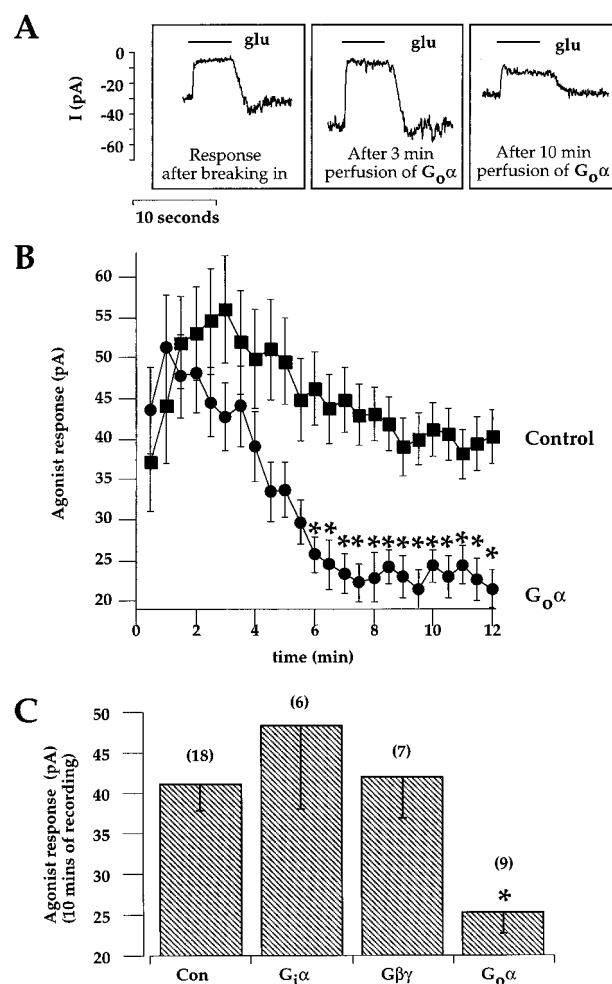 A
glu
glu
glu
I (pA)
0
-20
-40
-60
Response
after breaking in
After 3 min
perfusion of Goα
After 10 min
perfusion of Goα
10 seconds
B
Agonist response (pA)
60
55
50
45
40
35
30
25
20
Control
**
**********
*
Goα
0 2 4 6 8 10 12
time (min)
C
Agonist response (pA)
(10 mins of recording)
50
45
40
35
30
25
20
(18)
(6)
(7)
(9)
*
Con Giα Gβγ Goα